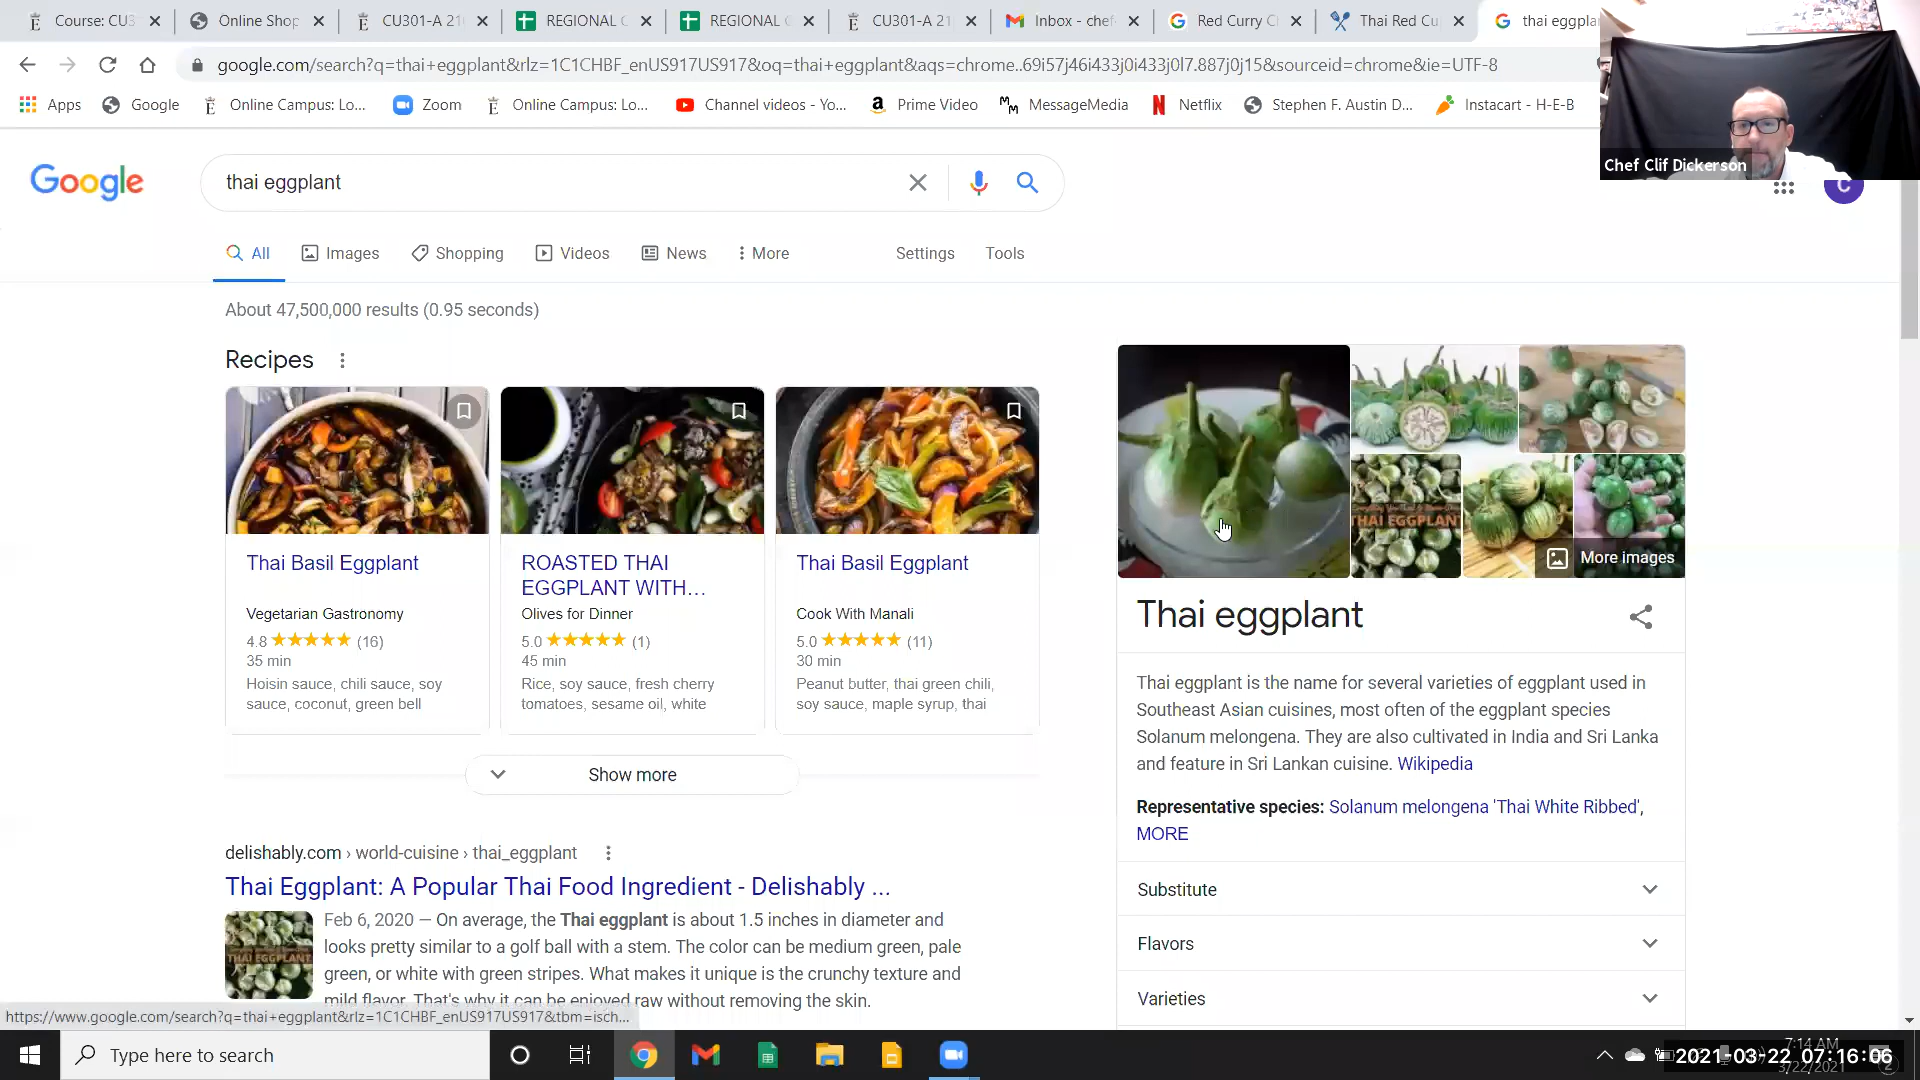 Course: CU3
Online Shop
CU301-A 21
REGIONAL
REGIONAL
CU301-A 21
Inbox - chef
Red Curry C
Thai Red Cu
thai eggpla
google.com/search?q=thai+eggplant&rlz=1C1CHBF_enUS917US917&oq=thai+eggplant&aqs=chrome..69i57j46i433j0i433j0l7.887j0j15&sourceid=chrome&ie=UTF-8
Apps
Google
Online Campus: Lo...
Zoom
Online Campus: Lo...
Channel videos - Yo...
Prime Video
MessageMedia
Netflix
Stephen F. Austin D...
Instacart - H-E-B
Chef Clif Dickerson
Google
thai eggplant
C
All
Images
Shopping
Videos
News
More
Settings
Tools
About 47,500,000 results (0.95 seconds)
Recipes
Thai Basil Eggplant
Vegetarian Gastronomy
4.8 ★★★★★ (16)
35 min
Hoisin sauce, chili sauce, soy
sauce, coconut, green bell
ROASTED THAI
EGGPLANT WITH...
Olives for Dinner
5.0 ★★★★★ (1)
45 min
Rice, soy sauce, fresh cherry
tomatoes, sesame oil, white
Thai Basil Eggplant
Cook With Manali
5.0 ★★★★★ (11)
30 min
Peanut butter, thai green chili,
soy sauce, maple syrup, thai
Show more
delishably.com › world-cuisine › thai_eggplant
Thai Eggplant: A Popular Thai Food Ingredient - Delishably ...
THAI EGGPLANT
Feb 6, 2020 — On average, the Thai eggplant is about 1.5 inches in diameter and
looks pretty similar to a golf ball with a stem. The color can be medium green, pale
green, or white with green stripes. What makes it unique is the crunchy texture and
mild flavor. That's why it can be enjoyed raw without removing the skin.
THAI EGGPLANT
More images
Thai eggplant
Thai eggplant is the name for several varieties of eggplant used in
Southeast Asian cuisines, most often of the eggplant species
Solanum melongena. They are also cultivated in India and Sri Lanka
and feature in Sri Lankan cuisine. Wikipedia
Representative species: Solanum melongena 'Thai White Ribbed',
MORE
Substitute
Flavors
Varieties
https://www.google.com/search?q=thai+eggplant&rlz=1C1CHBF_enUS917US917&tbm=isch...
Type here to search
7:14 AM
3/22/2021
2021-03-22 07:16:06
2